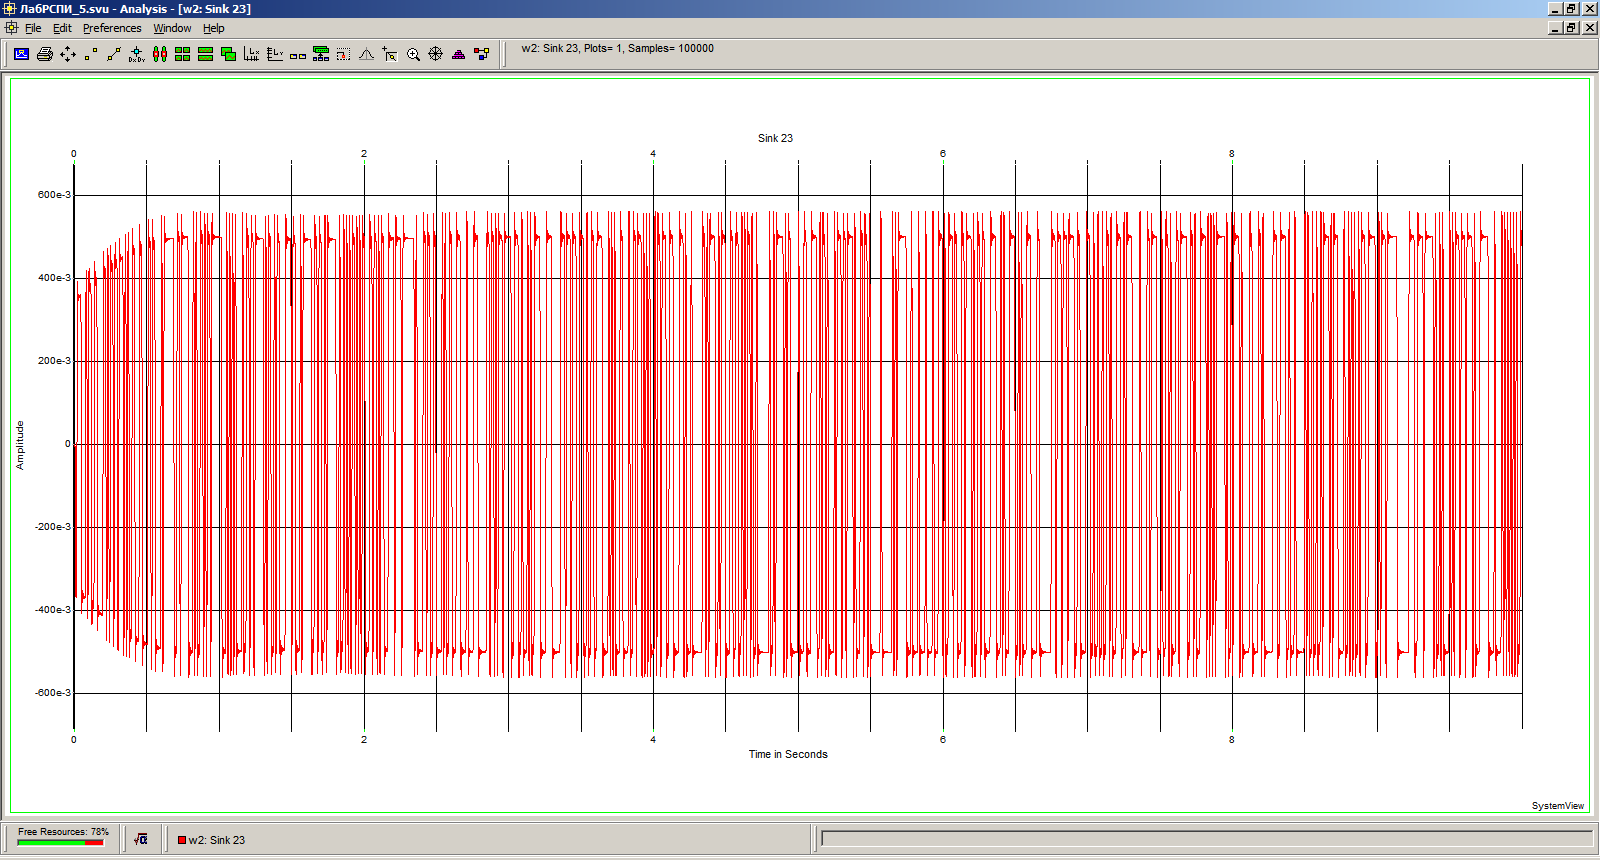 ЛабРСПИ_5.svu - Analysis - [w2: Sink 23]
File Edit Preferences Window Help
w2: Sink 23, Plots= 1, Samples= 100000
Sink 23
0 2 4 6 8
600e-3
400e-3
200e-3
0
-200e-3
-400e-3
-600e-3
Amplitude
0 2 4 6 8
Time in Seconds
SystemView
Free Resources: 78%
√α
w2: Sink 23